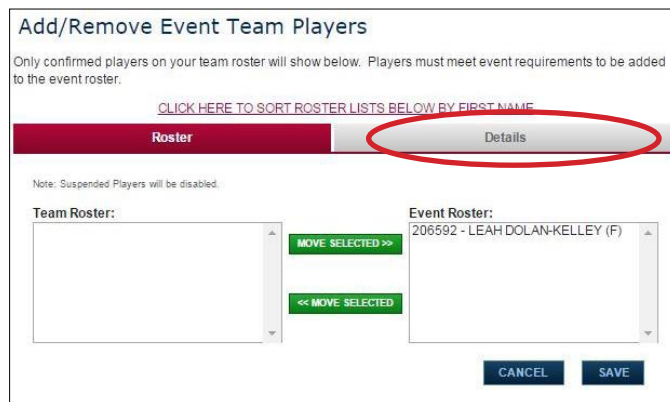 Add/Remove Event Team Players
Only confirmed players on your team roster will show below.  Players must meet event requirements to be added
to the event roster.
CLICK HERE TO SORT ROSTER LISTS BELOW BY FIRST NAME
Roster
Details
Note: Suspended Players will be disabled.
Team Roster:
Event Roster:
206592 - LEAH DOLAN-KELLEY (F)
MOVE SELECTED >>
<< MOVE SELECTED
CANCEL
SAVE